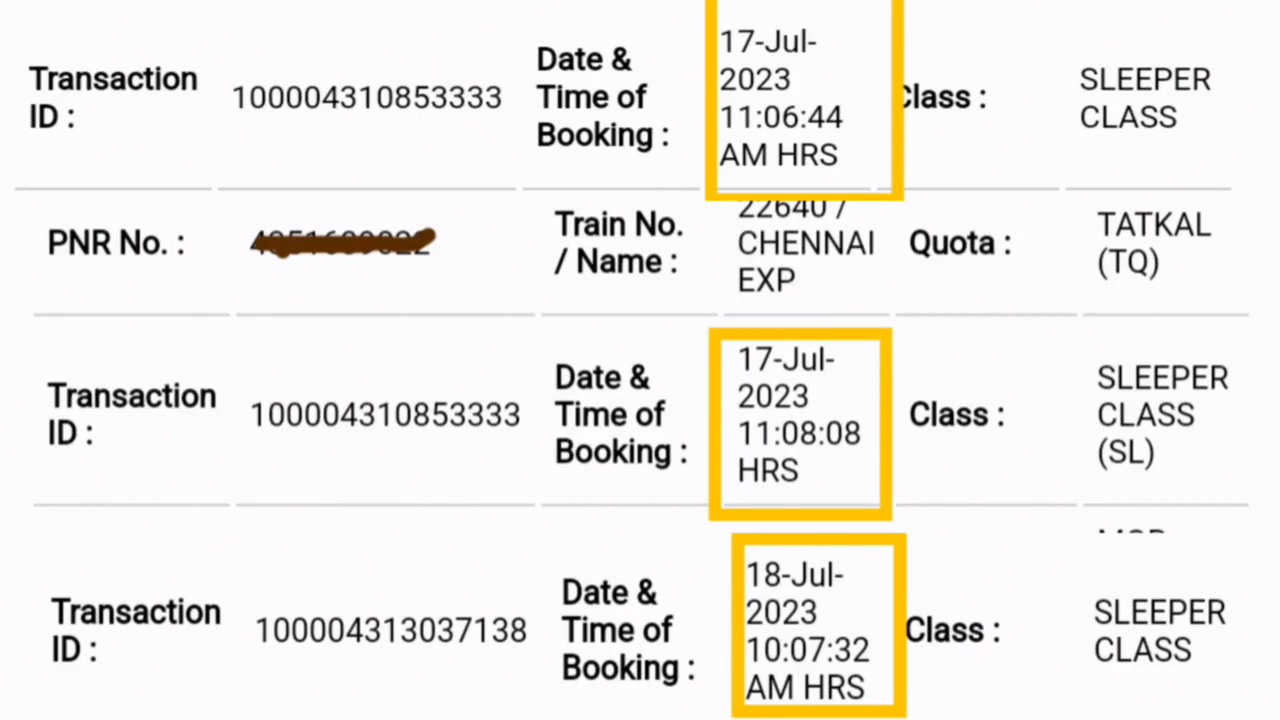 Transaction ID : 100004310853333 Date & Time of Booking : 17-Jul-2023 11:06:44 AM HRS Class : SLEEPER CLASS
PNR No. : Train No. / Name : 22640 / CHENNAI EXP Quota : TATKAL (TQ)
Transaction ID : 100004310853333 Date & Time of Booking : 17-Jul-2023 11:08:08 HRS Class : SLEEPER CLASS (SL)
Transaction ID : 100004313037138 Date & Time of Booking : 18-Jul-2023 10:07:32 AM HRS Class : SLEEPER CLASS